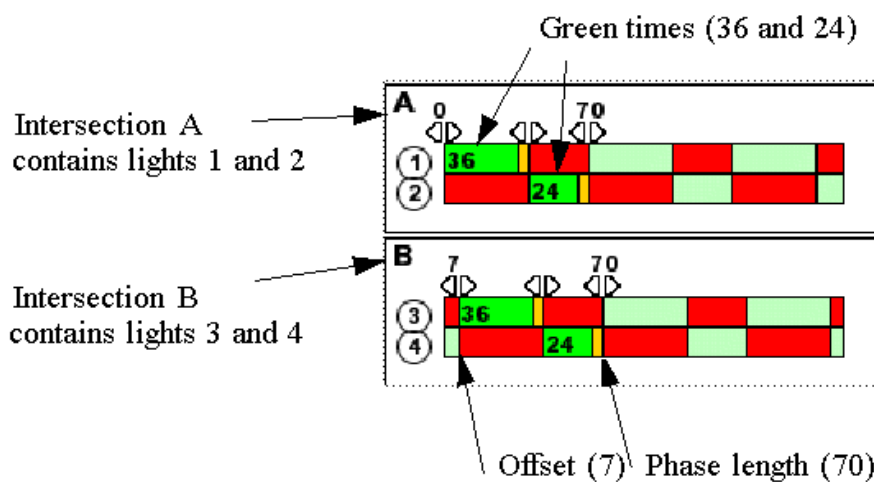 Green times (36 and 24)
A
0 70
Intersection A
contains lights 1 and 2
1 36
2 24
B
7 70
Intersection B
contains lights 3 and 4
3 36
4 24
Offset (7) Phase length (70)